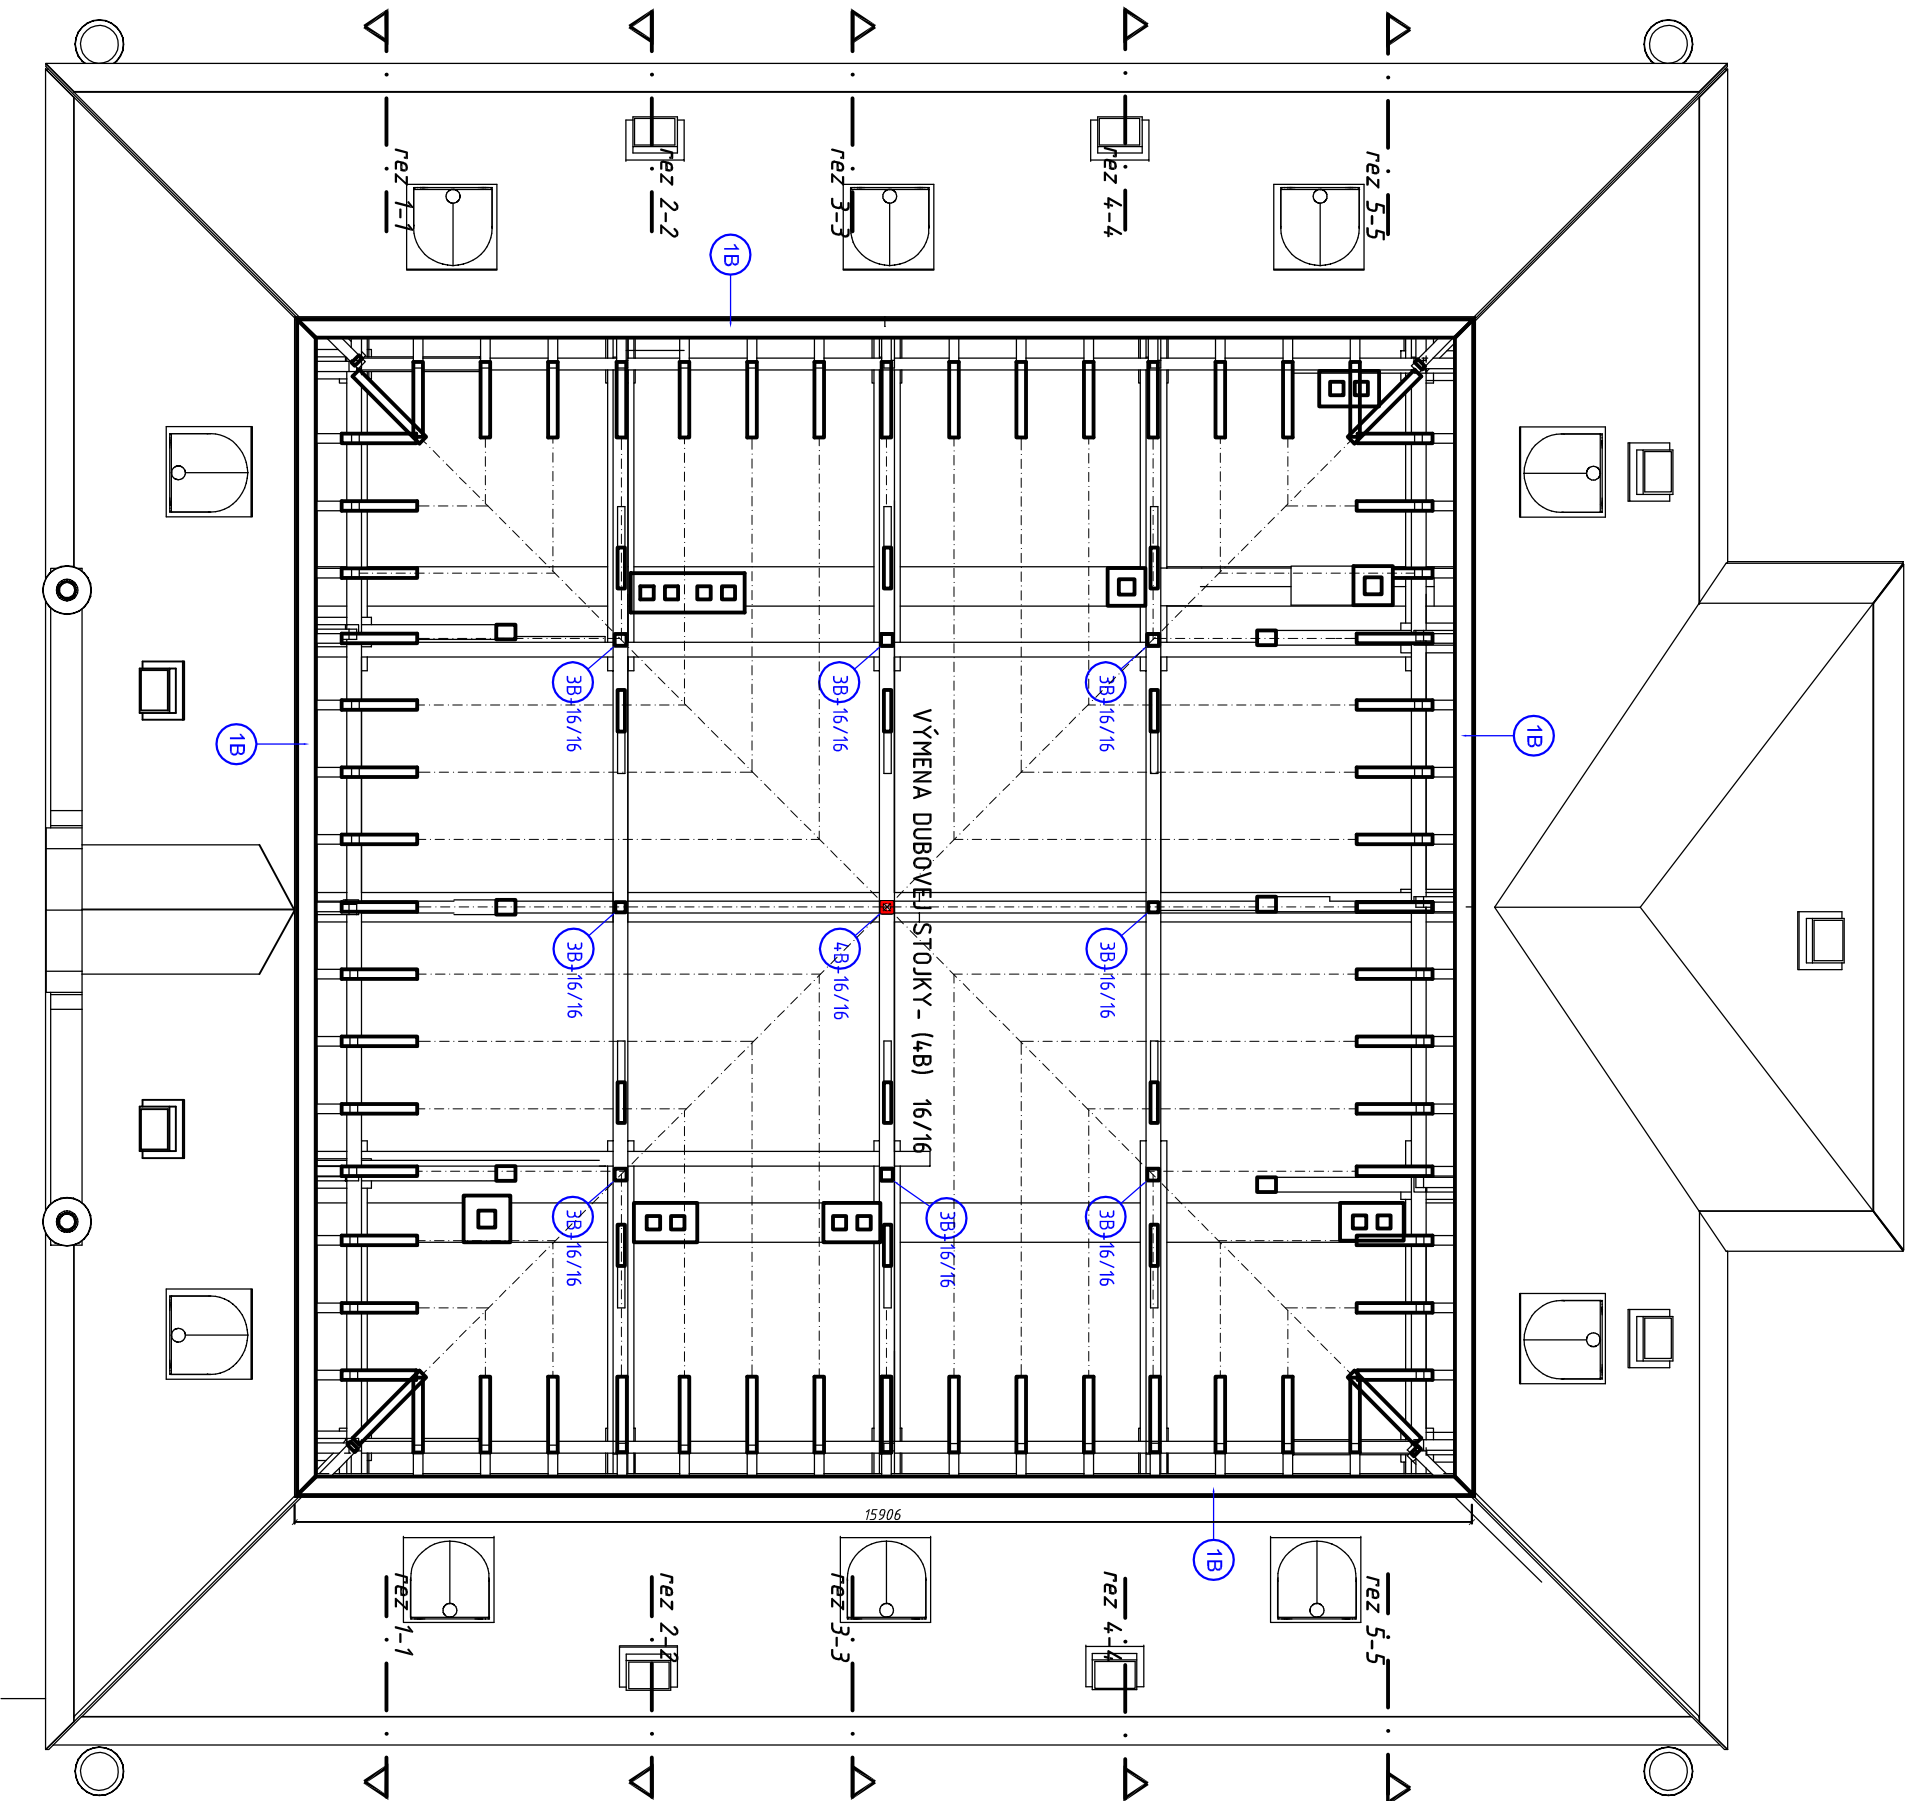 rez 1-1
rez 2-2
rez 3-3
rez 4-4
rez 5-5
1B
3B-16/16
3B-16/16
3B-16/16
1B
1B
VÝMENA DUBOVEJ STOJKY- (4B) 16/16
3B-16/16
4B-16/16
3B-16/16
3B-16/16
3B-16/16
3B-16/16
15906
1B
rez 1-1
rez 2-2
rez 3-3
rez 4-4
rez 5-5